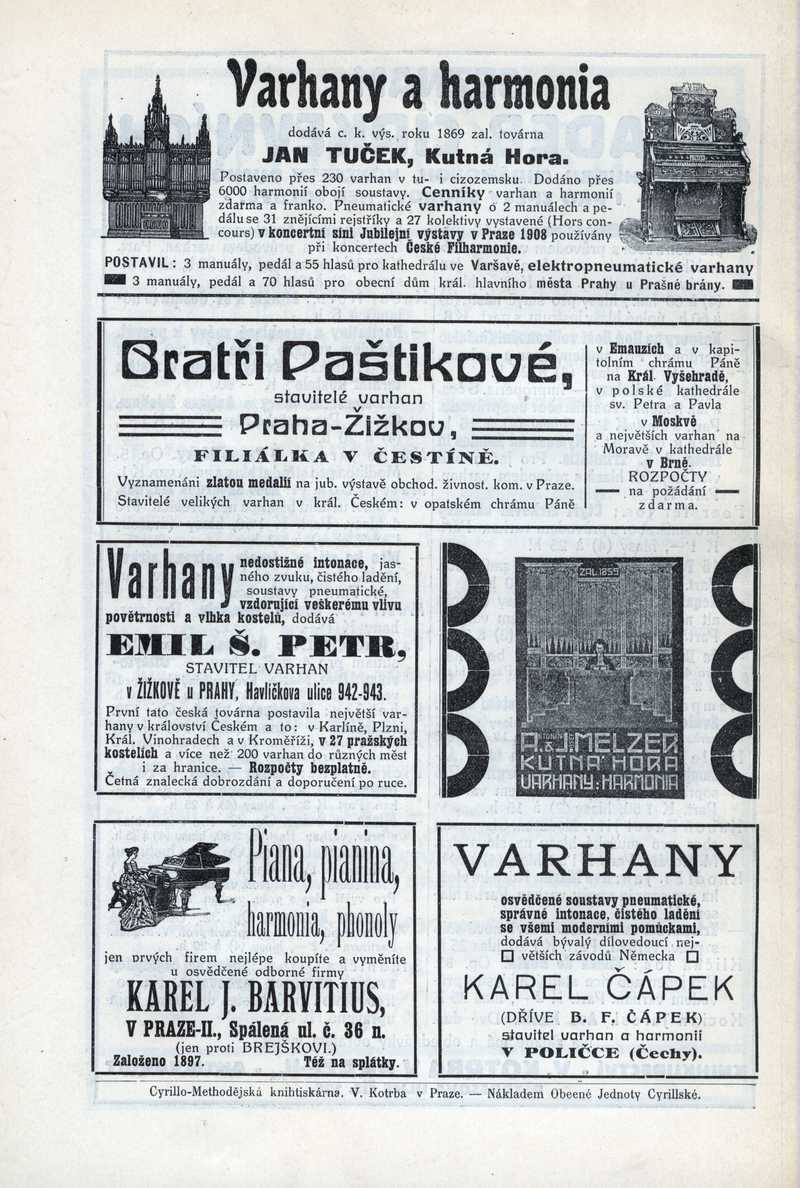 Varhany a harmonia
dodává c. k. výs. roku 1869 zal. továrna
JAN TUČEK, Kutná Hora.
Postaveno přes 230 varhan v tu- i cizozemsku. Dodáno přes
6000 harmonií obojí soustavy. Cenníky varhan a harmonií
zdarma a franko. Pneumatické varhany o 2 manuálech a pe-
dálu se 31 znějícími rejstříky a 27 kolektivy vystavené (Hors con-
cours) v koncertní síni Jubilejní výstavy v Praze 1908 používány
při koncertech České Filharmonie.
POSTAVIL: 3 manuály, pedál a 55 hlasů pro kathedrálu ve Varšavě, elektropneumatické varhany
3 manuály, pedál a 70 hlasů pro obecní dům král. hlavního města Prahy u Prašné brány.
Bratři Paštikové,
stavitelé varhan
Praha-Žižkov,
FILIÁLKA V ČESTÍNĚ.
Vyznamenáni zlatou medalií na jub. výstavě obchod. živnost. kom. v Praze.
Stavitelé velikých varhan v král. Českém: v opatském chrámu Páně
v Emauzích a v kapi-
tolním chrámu Páně
na Král. Vyšehradě,
v polské kathedrále
sv. Petra a Pavla
v Moskvě
a největších varhan na
Moravě v kathedrále
v Brně.
ROZPOČTY
na požádání
zdarma.
Varhany nedostižné intonace, jas-
ného zvuku, čistého ladění,
soustavy pneumatické,
vzdorující veškerému vlivu
povětrnosti a vlhka kostelů, dodává
EMIL Š. PETR,
STAVITEL VARHAN
v ŽIŽKOVĚ u PRAHY, Havlíčkova ulice 942-943.
První tato česká továrna postavila největší var-
hany v království Českém a to: v Karlíně, Plzni,
Král. Vinohradech a v Kroměříži, v 27 pražských
kostelích a více než 200 varhan do různých měst
i za hranice. — Rozpočty bezplatně.
Četná znalecká dobrozdání a doporučení po ruce.
ZAL. 1855
ANTONÍN
A. & J. MELZER
KUTNÁ HORA
VARHANY: HARMONIA
Piana, pianina,
harmonia, phonoly
jen prvých firem nejlépe koupíte a vyměníte
u osvědčené odborné firmy
KAREL J. BARVITIUS,
V PRAZE-II., Spálená ul. č. 36 n.
(jen proti BREJŠKOVI.)
Založeno 1897. Též na splátky.
VARHANY
osvědčené soustavy pneumatické,
správné intonace, čistého ladění
se všemi moderními pomůckami,
dodává bývalý dílovedoucí nej-
větších závodů Německa
KAREL ČÁPEK
(DŘÍVE B. F. ČÁPEK)
stavitel varhan a harmonií
V POLIČCE (Čechy).
Cyrillo-Methodějská knihtiskárna. V. Kotrba v Praze. — Nákladem Obecné Jednoty Cyrillské.